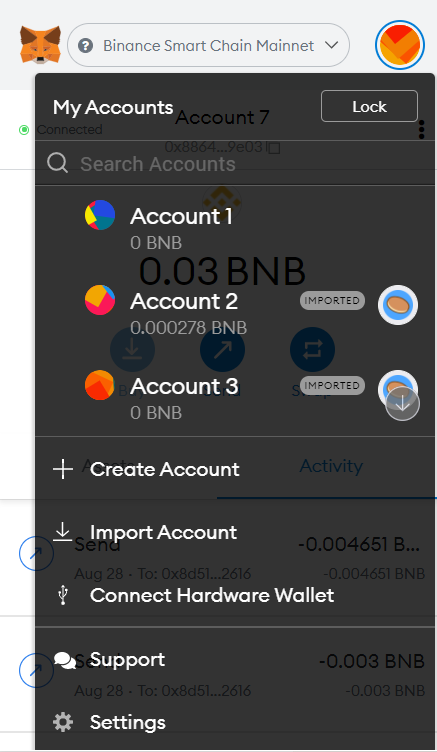 Binance Smart Chain Mainnet
My Accounts
Lock
Account 7
Connected
0x8864...9e03
Search Accounts
Account 1
0 BNB
0.03 BNB
Account 2
IMPORTED
0.000278 BNB
Account 3
IMPORTED
0 BNB
Create Account
Activity
Import Account
Send
-0.004651 B...
Aug 28 · To: 0x8d51...2616
-0.004651 BNB
Connect Hardware Wallet
Support
-0.003 BNB
Aug 28 · To: 0x8d51...2616
-0.003 BNB
Settings